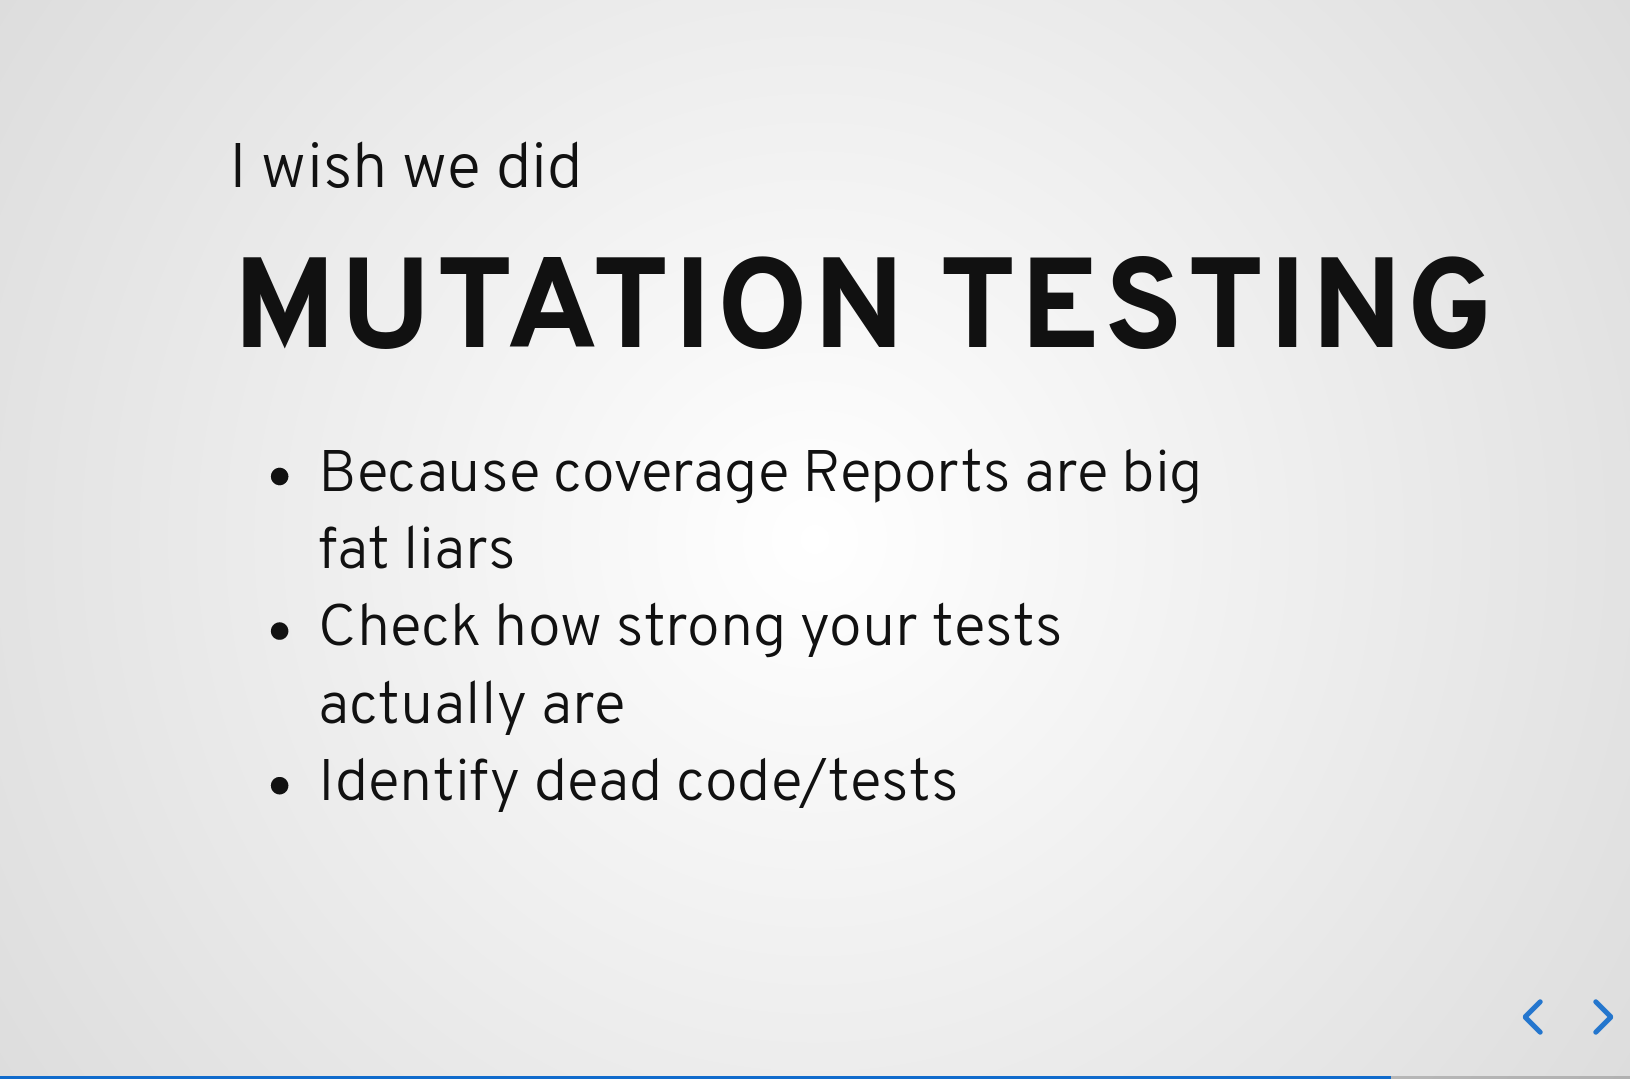 I wish we did
MUTATION TESTING
• Because coverage Reports are big
fat liars
• Check how strong your tests
actually are
• Identify dead code/tests